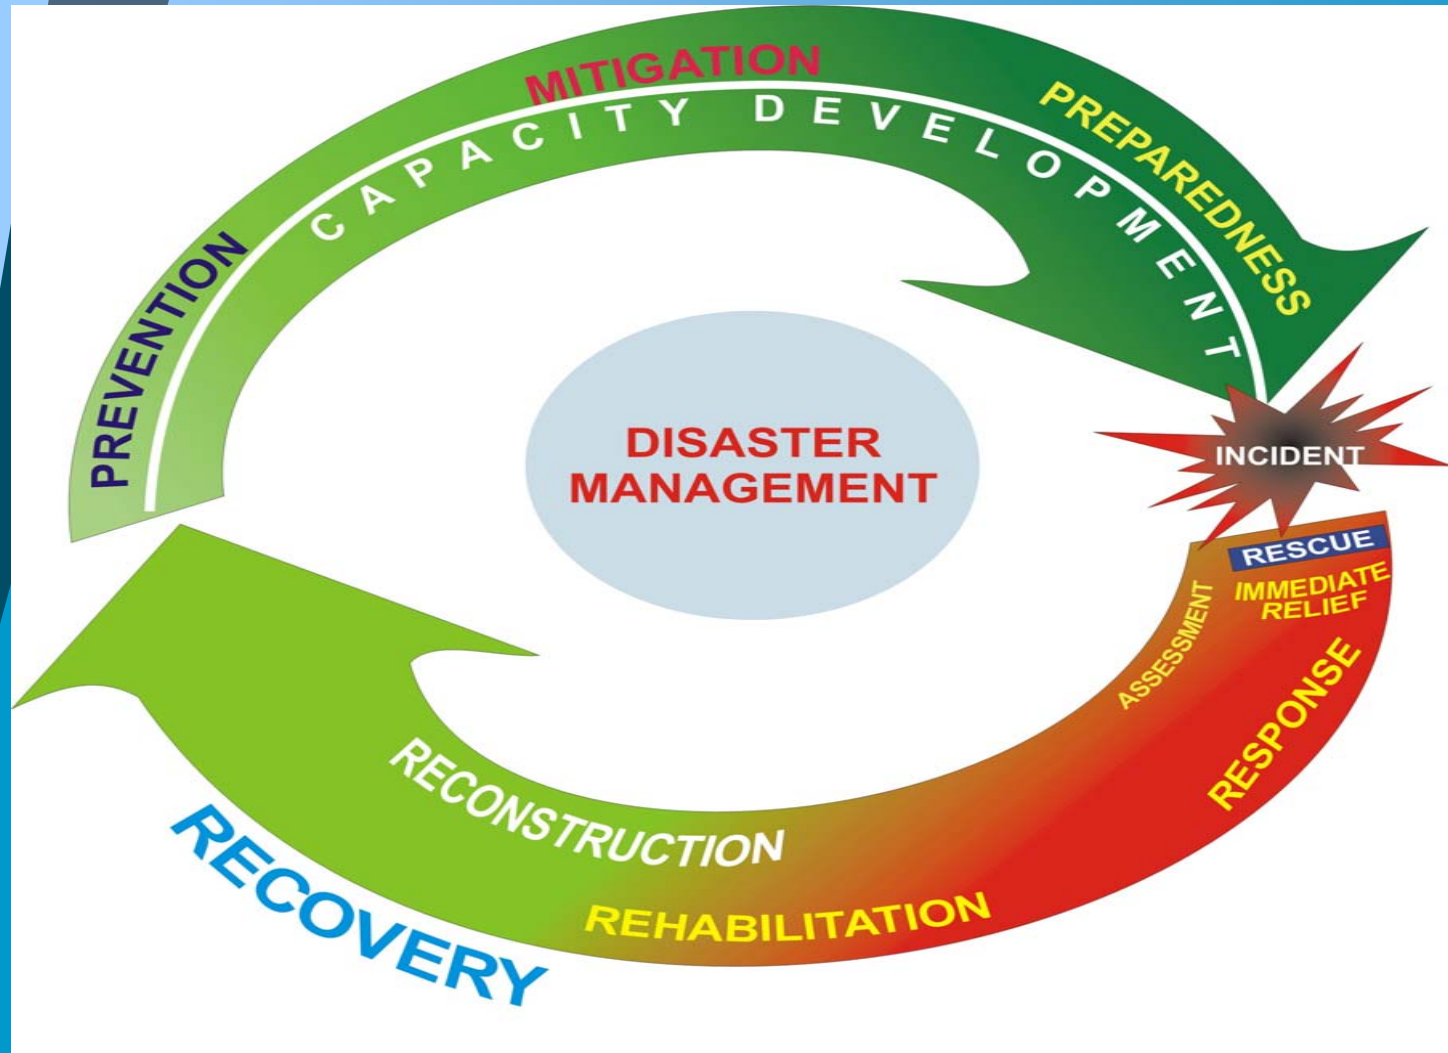 MITIGATION
CAPACITY DEVELOPMENT
PREPAREDNESS
PREVENTION
DISASTER
MANAGEMENT
INCIDENT
RESCUE
IMMEDIATE
RELIEF
ASSESSMENT
RESPONSE
REHABILITATION
RECONSTRUCTION
RECOVERY